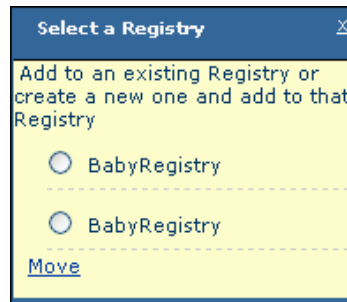 Select a Registry X
Add to an existing Registry or
create a new one and add to that
Registry
BabyRegistry
BabyRegistry
Move